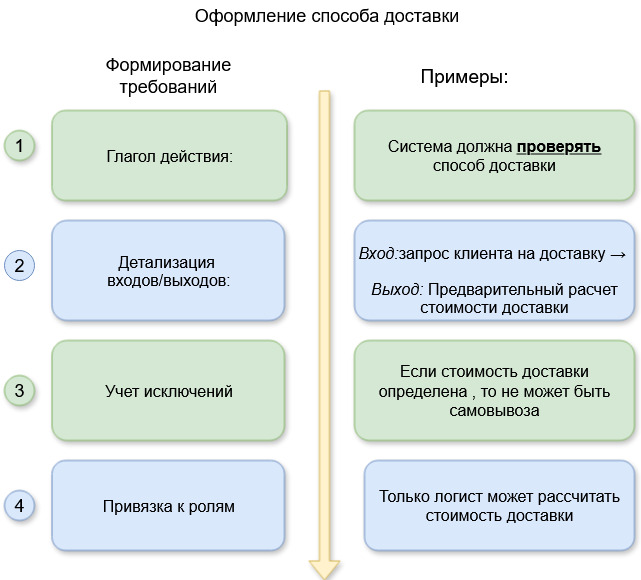 Оформление способа доставки
Формирование
требований
Примеры:
1
Глагол действия:
Система должна проверять
способ доставки
2
Детализация
входов/выходов:
Вход:запрос клиента на доставку →
Выход: Предварительный расчет
стоимости доставки
3
Учет исключений
Если стоимость доставки
определена , то не может быть
самовывоза
4
Привязка к ролям
Только логист может рассчитать
стоимость доставки